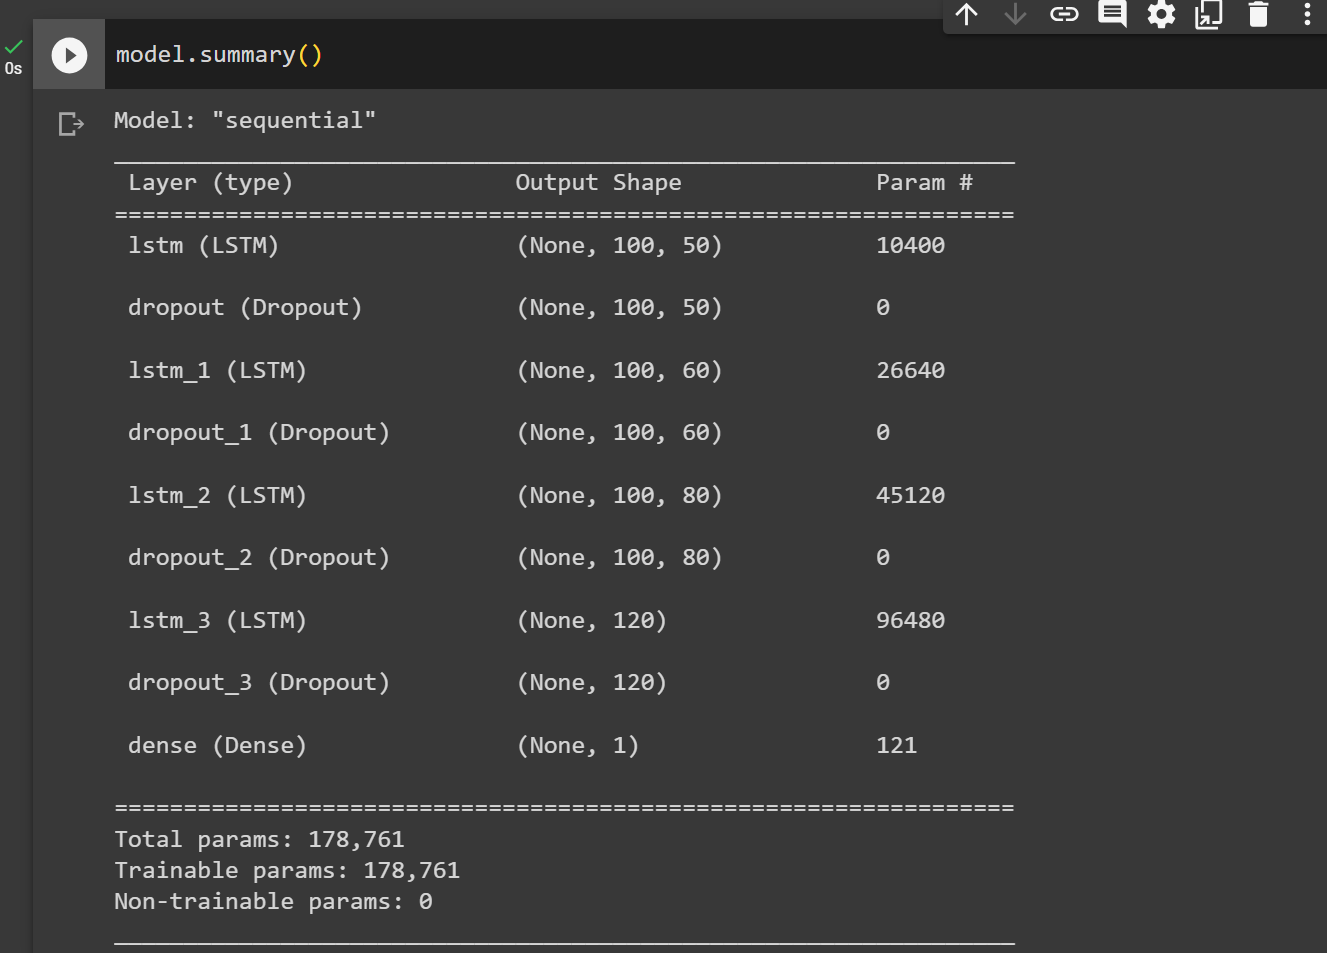 model.summary()
0s
Model: "sequential"
_________________________________________________________________
Layer (type) Output Shape Param #
=================================================================
lstm (LSTM) (None, 100, 50) 10400
dropout (Dropout) (None, 100, 50) 0
lstm_1 (LSTM) (None, 100, 60) 26640
dropout_1 (Dropout) (None, 100, 60) 0
lstm_2 (LSTM) (None, 100, 80) 45120
dropout_2 (Dropout) (None, 100, 80) 0
lstm_3 (LSTM) (None, 120) 96480
dropout_3 (Dropout) (None, 120) 0
dense (Dense) (None, 1) 121
=================================================================
Total params: 178,761
Trainable params: 178,761
Non-trainable params: 0
_________________________________________________________________